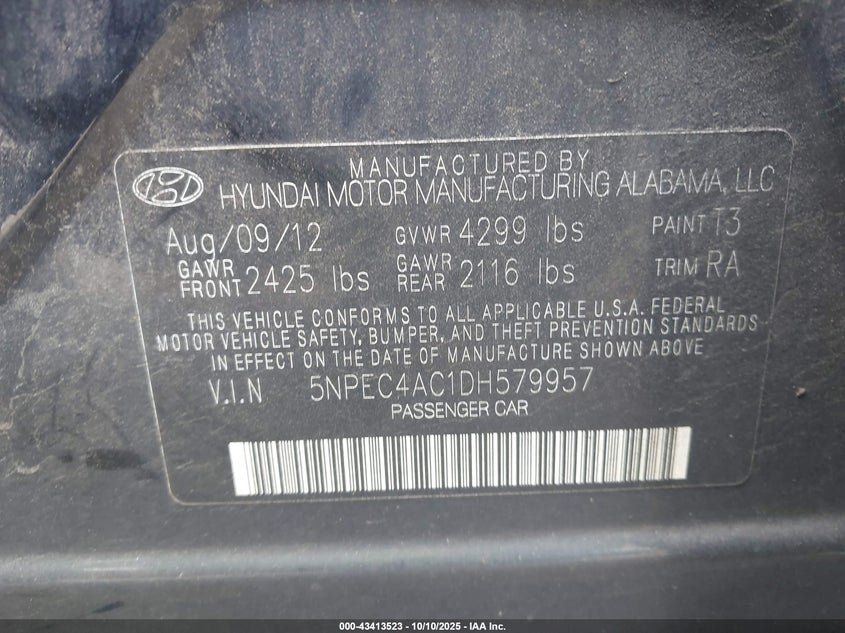 MANUFACTURED BY
HYUNDAI MOTOR MANUFACTURING ALABAMA, LLC
Aug/09/12 GVWR 4299 lbs PAINT T3
GAWR FRONT 2425 lbs GAWR REAR 2116 lbs TRIM RA
THIS VEHICLE CONFORMS TO ALL APPLICABLE U.S.A. FEDERAL
MOTOR VEHICLE SAFETY, BUMPER, AND THEFT PREVENTION STANDARDS
IN EFFECT ON THE DATE OF MANUFACTURE SHOWN ABOVE
V.I.N 5NPEC4AC1DH579957
PASSENGER CAR
000-43413523 - 10/10/2025 - IAA Inc.